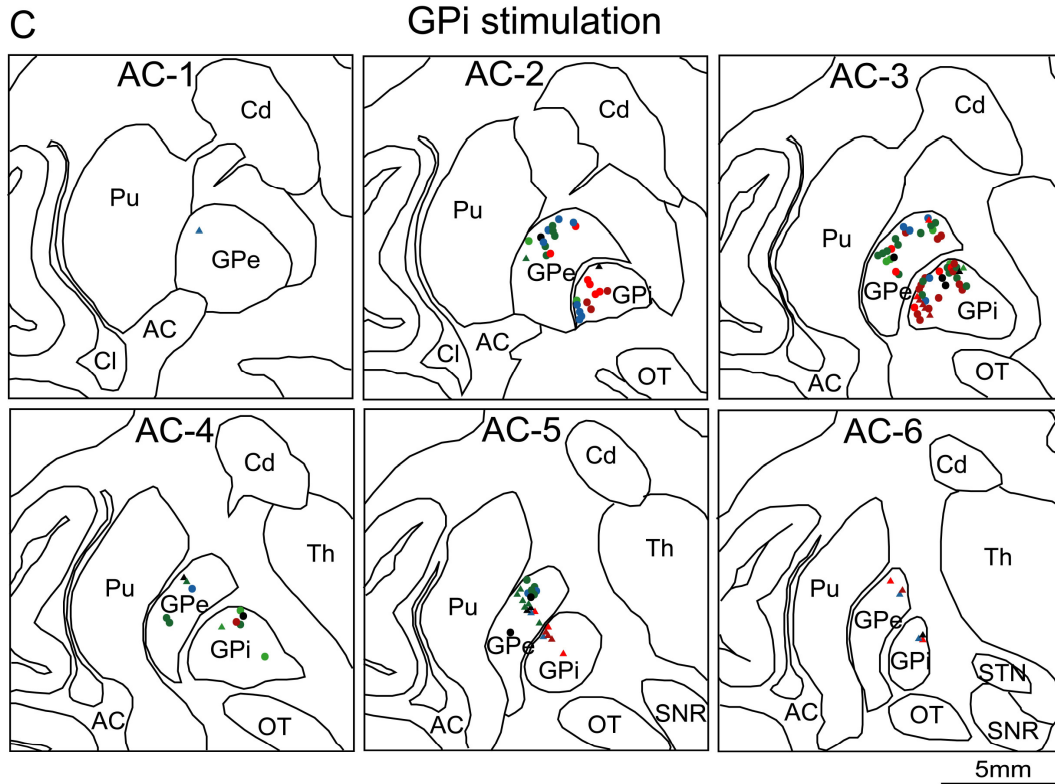 C
GPi stimulation
AC-1
Cd
Pu
GPe
AC
Cl
AC-2
Cd
Pu
GPe
GPi
AC
Cl
OT
AC-3
Cd
Pu
GPe
GPi
AC
OT
AC-4
Cd
Th
Pu
GPe
GPi
AC
OT
AC-5
Cd
Th
Pu
GPe
GPi
AC
OT
SNR
AC-6
Cd
Th
Pu
GPe
GPi
STN
AC
OT
SNR
5mm